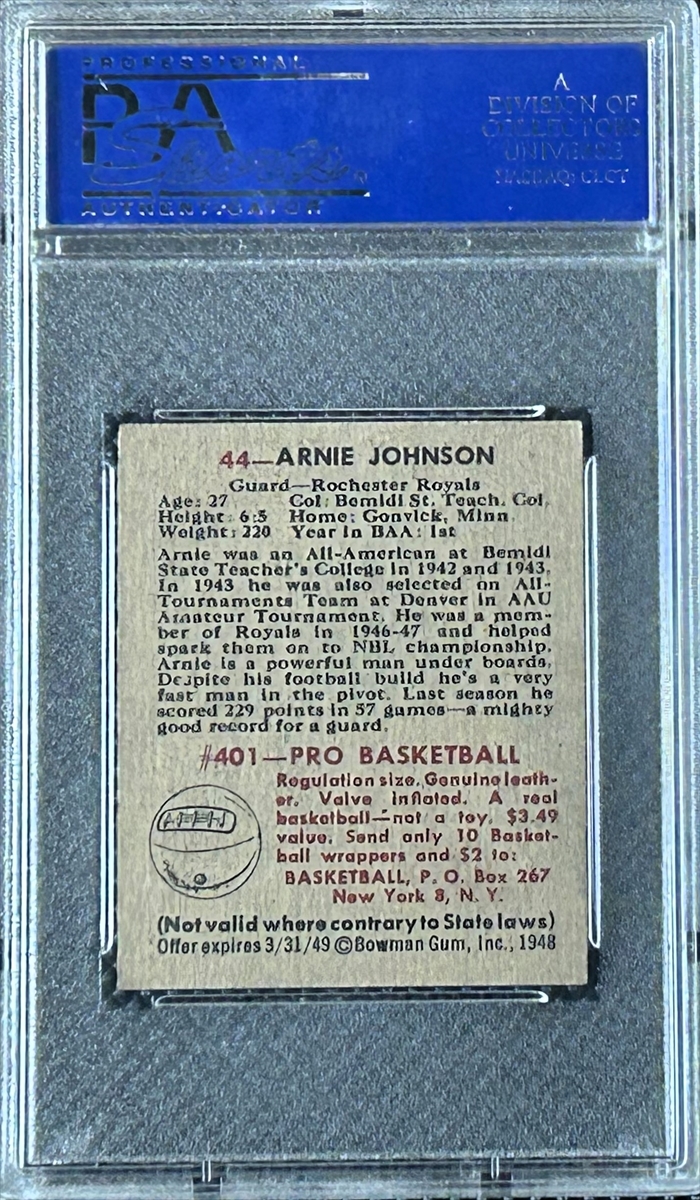 PROFESSIONAL
PSA
Sports
AUTHENTICATOR
A
DIVISION OF
COLLECTORS
UNIVERSE
NASDAQ: CLCT
44—ARNIE JOHNSON
Guard—Rochester Royals
Age: 27 Col: Bemidi St. Teach. Col.
Height: 6:5 Home: Gonvick, Minn.
Weight: 220 Year in BAA: 1st
Arnie was an All-American at Bemidi
State Teacher's College in 1942 and 1943.
In 1943 he was also selected on All-
Tournaments Team at Denver in AAU
Amateur Tournament. He was a mem-
ber of Royals in 1946-47 and helped
spark them on to NBL championship.
Arnie is a powerful man under boards.
Despite his football build he's a very
fast man in the pivot. Last season he
scored 229 points in 57 games—a mighty
good record for a guard.
#401—PRO BASKETBALL
Regulation size. Genuine leath-
er. Valve inflated. A real
basketball—not a toy. $3.49
value. Send only 10 Basket-
ball wrappers and $2 to:
BASKETBALL, P. O. Box 267
New York 8, N. Y.
(Not valid where contrary to State laws)
Offer expires 3/31/49 ©Bowman Gum, Inc., 1948